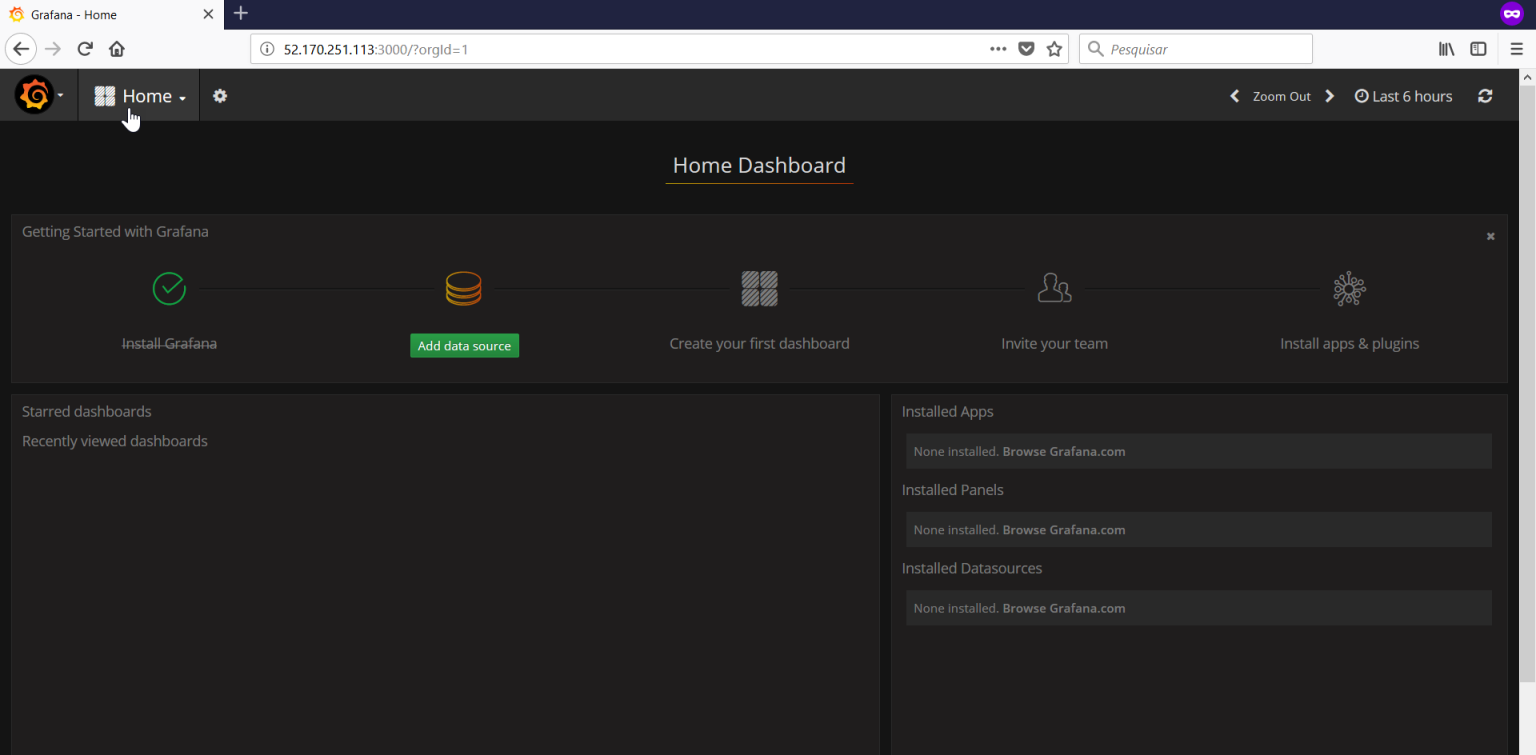 Grafana - Home
52.170.251.113:3000/?orgId=1
Pesquisar
Home
Zoom Out
Last 6 hours
Home Dashboard
Getting Started with Grafana
Install Grafana
Add data source
Create your first dashboard
Invite your team
Install apps & plugins
Starred dashboards
Recently viewed dashboards
Installed Apps
None installed. Browse Grafana.com
Installed Panels
None installed. Browse Grafana.com
Installed Datasources
None installed. Browse Grafana.com